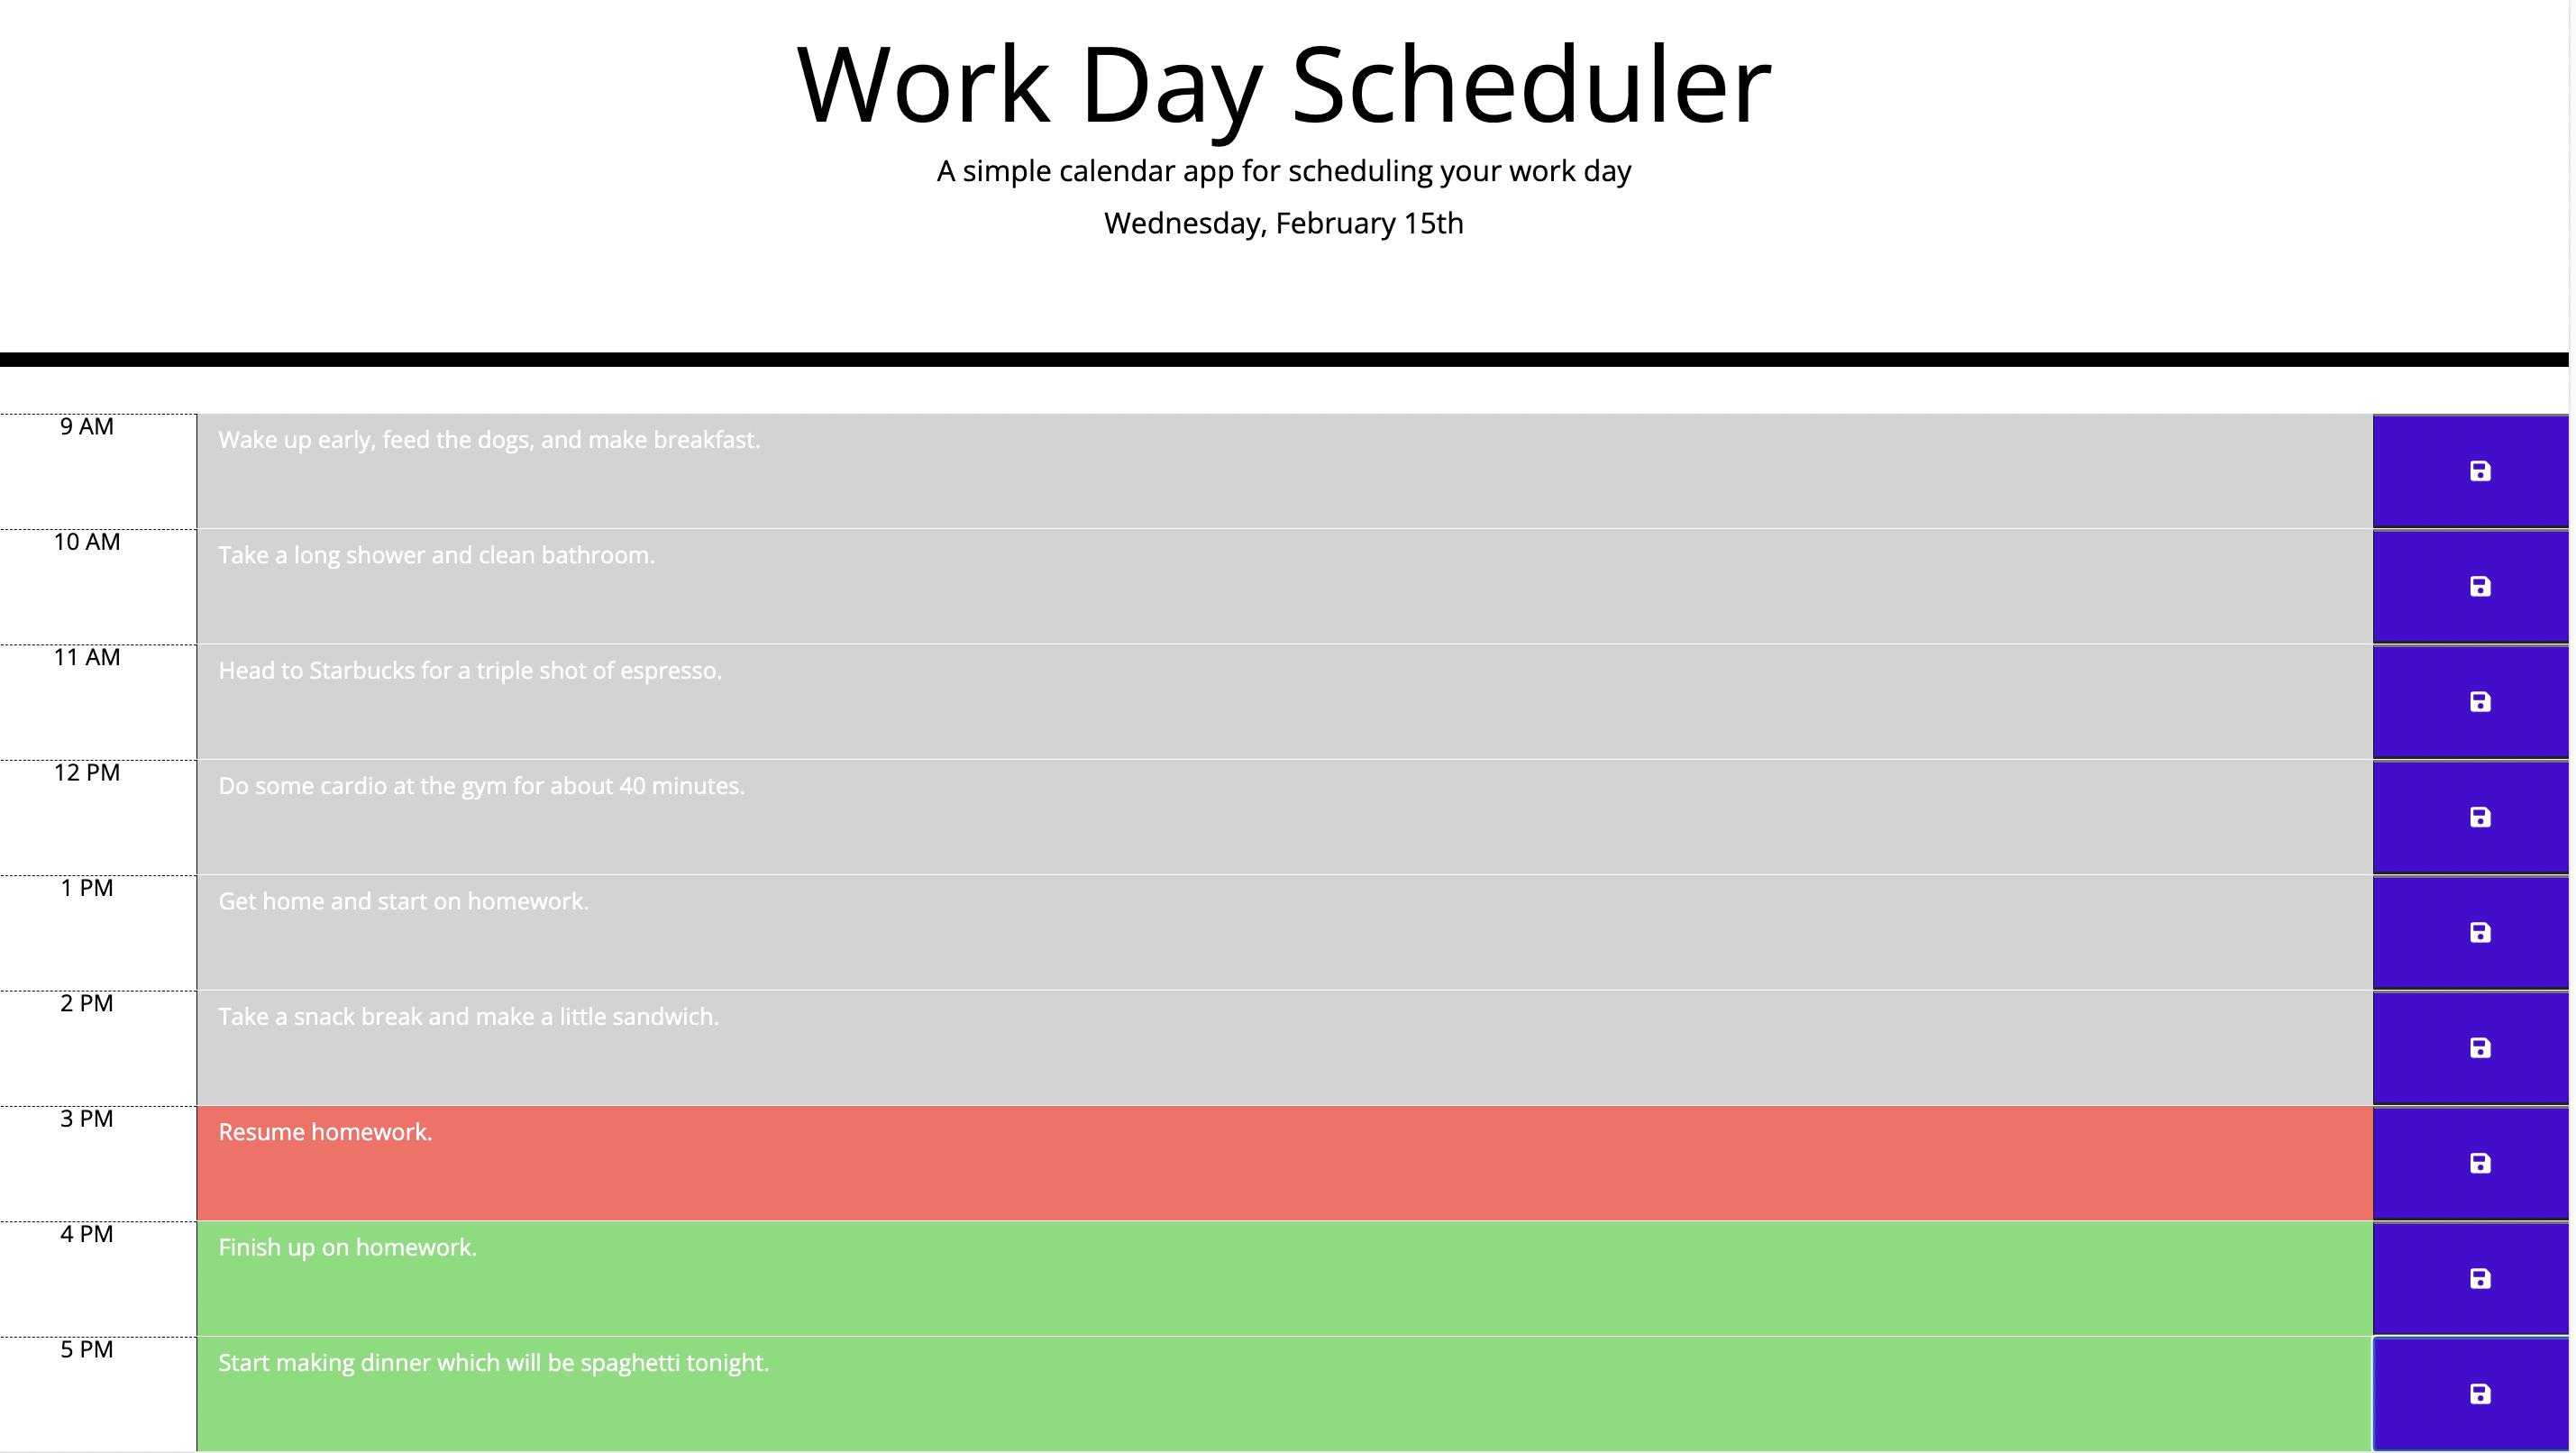 Work Day Scheduler
A simple calendar app for scheduling your work day
Wednesday, February 15th
9 AM
Wake up early, feed the dogs, and make breakfast.
10 AM
Take a long shower and clean bathroom.
11 AM
Head to Starbucks for a triple shot of espresso.
12 PM
Do some cardio at the gym for about 40 minutes.
1 PM
Get home and start on homework.
2 PM
Take a snack break and make a little sandwich.
3 PM
Resume homework.
4 PM
Finish up on homework.
5 PM
Start making dinner which will be spaghetti tonight.